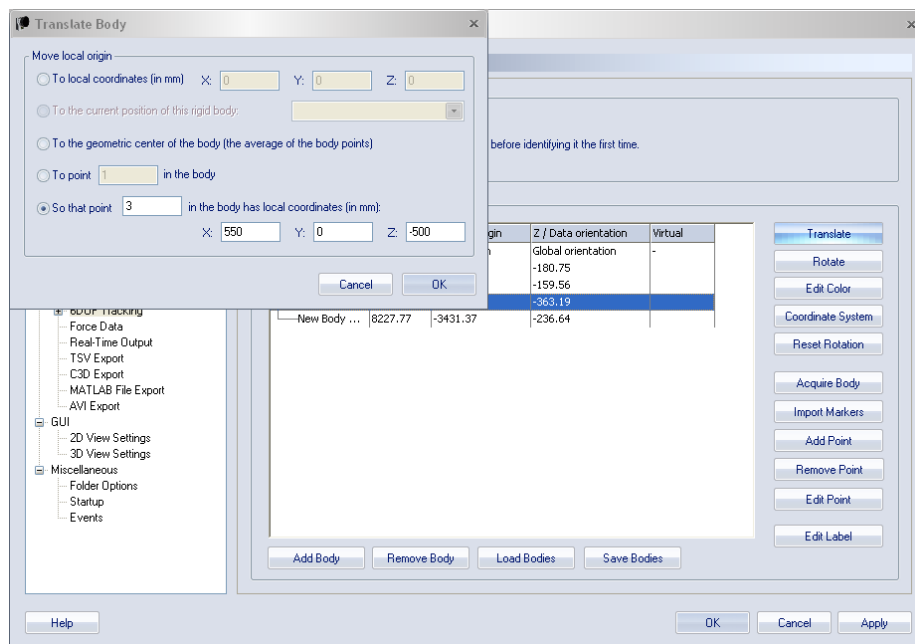 Translate Body
Move local origin
To local coordinates (in mm) X: 0 Y: 0 Z: 0
To the current position of this rigid body:
To the geometric center of the body (the average of the body points)
To point 1 in the body
So that point 3 in the body has local coordinates (in mm):
X: 550 Y: 0 Z: -500
Cancel OK
before identifying it the first time.
gin Z / Data orientation Virtual
Global orientation -
-180.75
-159.56
-363.19
New Body ... 8227.77 -3431.37 -236.64
Translate
Rotate
Edit Color
Coordinate System
Reset Rotation
Acquire Body
Import Markers
Add Point
Remove Point
Edit Point
Edit Label
6DOF Tracking
Force Data
Real-Time Output
TSV Export
C3D Export
MATLAB File Export
AVI Export
GUI
2D View Settings
3D View Settings
Miscellaneous
Folder Options
Startup
Events
Add Body Remove Body Load Bodies Save Bodies
Help OK Cancel Apply